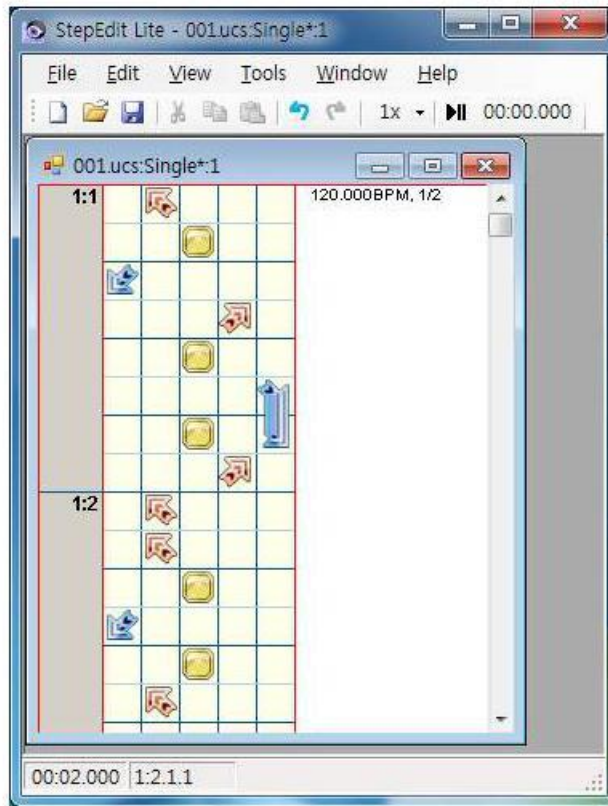 StepEdit Lite - 001.ucs:Single*:1
File Edit View Tools Window Help
1x 00:00.000
001.ucs:Single*:1
1:1 120.000BPM, 1/2
1:2
00:02.000 1:2.1.1